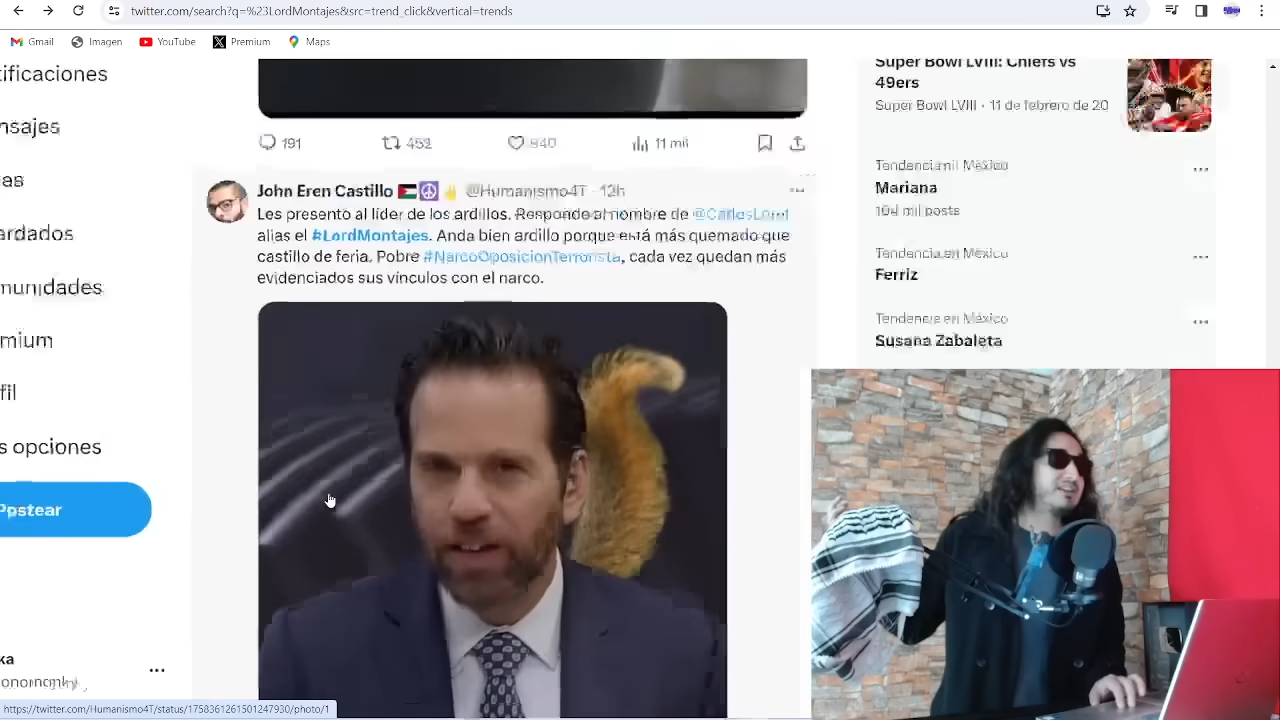 twitter.com/search?q=%23LordMontajes&src=trend_click&vertical=trends
Gmail
Imagen
YouTube
Premium
Maps
ificaciones
nsajes
as
ardados
munidades
mium
fil
s opciones
Postear
ka
191
452
840
11 mil
John Eren Castillo @Humanismo4T · 12h
Les presento al líder de los ardillos. Responde al nombre de @CarlosLoret
alias el #LordMontajes. Anda bien ardillo porque está más quemado que
castillo de feria. Pobre #NarcoOposicionTerrorista, cada vez quedan más
evidenciados sus vínculos con el narco.
Super Bowl LVIII: Chiefs vs
49ers
Super Bowl LVIII · 11 de febrero de 20
Tendencia en México
Mariana
104 mil posts
Tendencia en México
Ferriz
Tendencia en México
Susana Zabaleta
https://twitter.com/Humanismo4T/status/1758361261501247930/photo/1